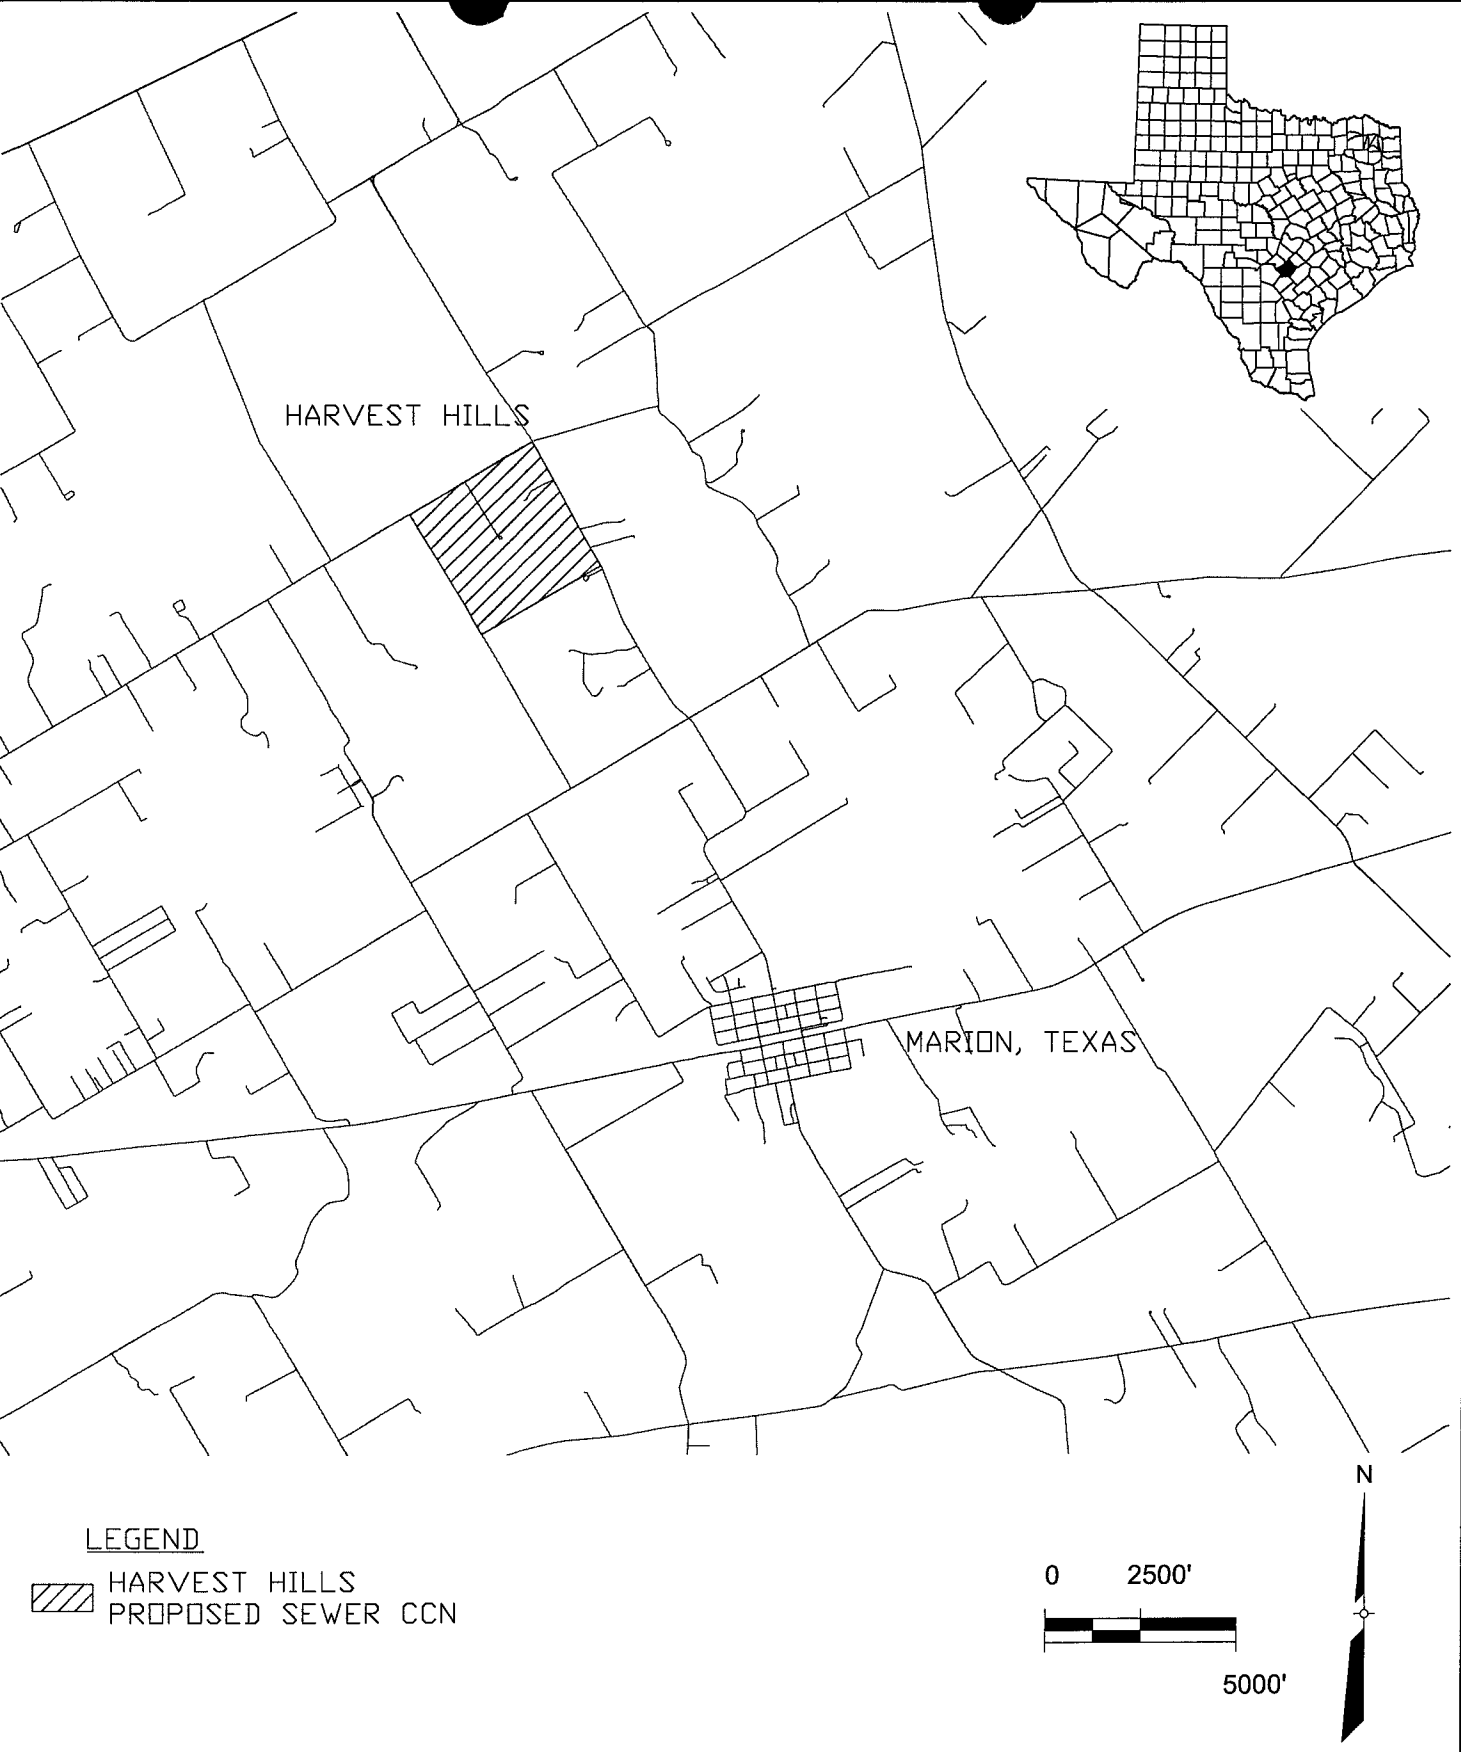 HARVEST HILLS
MARION, TEXAS
N
LEGEND
HARVEST HILLS
PROPOSED SEWER CCN
0 2500'
5000'